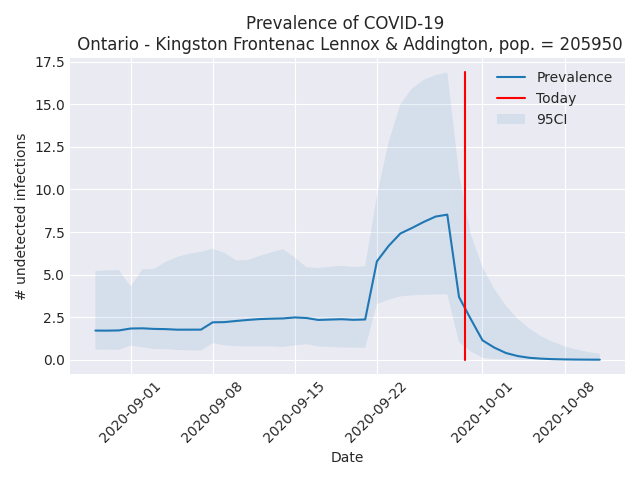 Prevalence of COVID-19
Ontario - Kingston Frontenac Lennox & Addington, pop. = 205950
17.5
15.0
12.5
10.0
7.5
5.0
2.5
0.0
# undetected infections
Prevalence
Today
95CI
2020-09-01
2020-09-08
2020-09-15
2020-09-22
2020-10-01
2020-10-08
Date